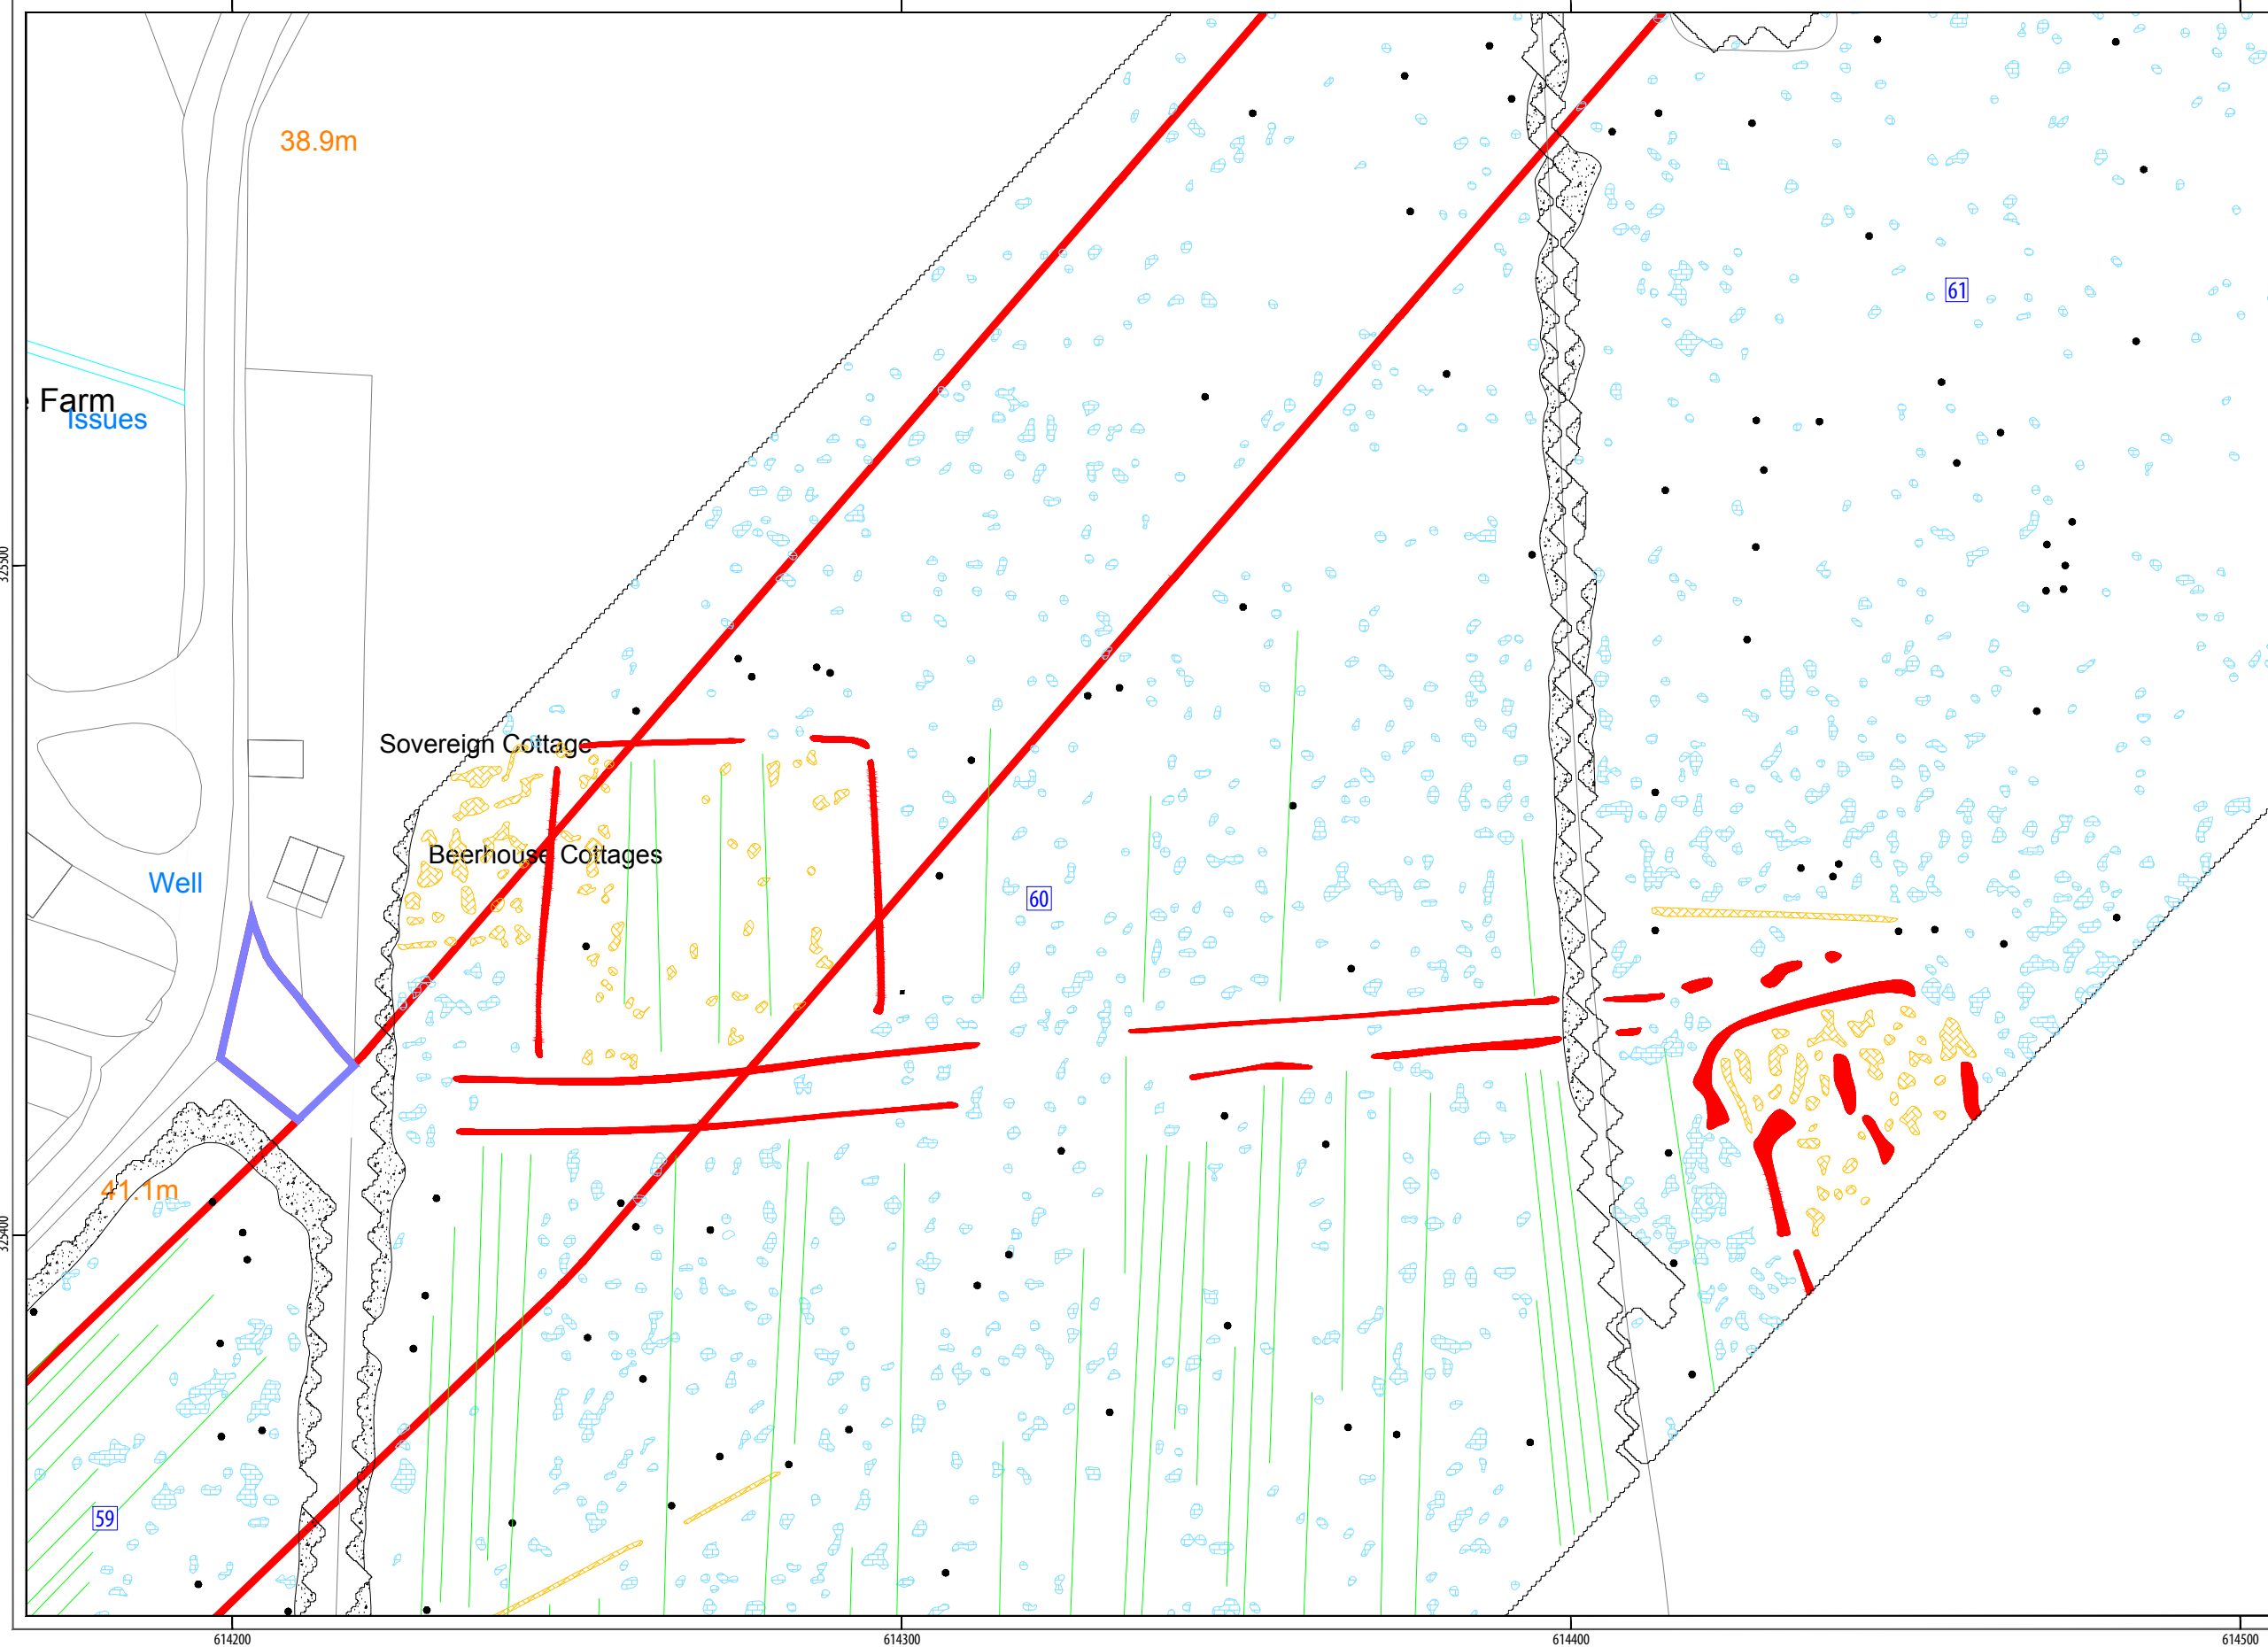 38.9m
61
Farm
Issues
Sovereign Cottage
Beerhouse Cottages
Well
60
41.1m
59
614200
614300
614400
614500